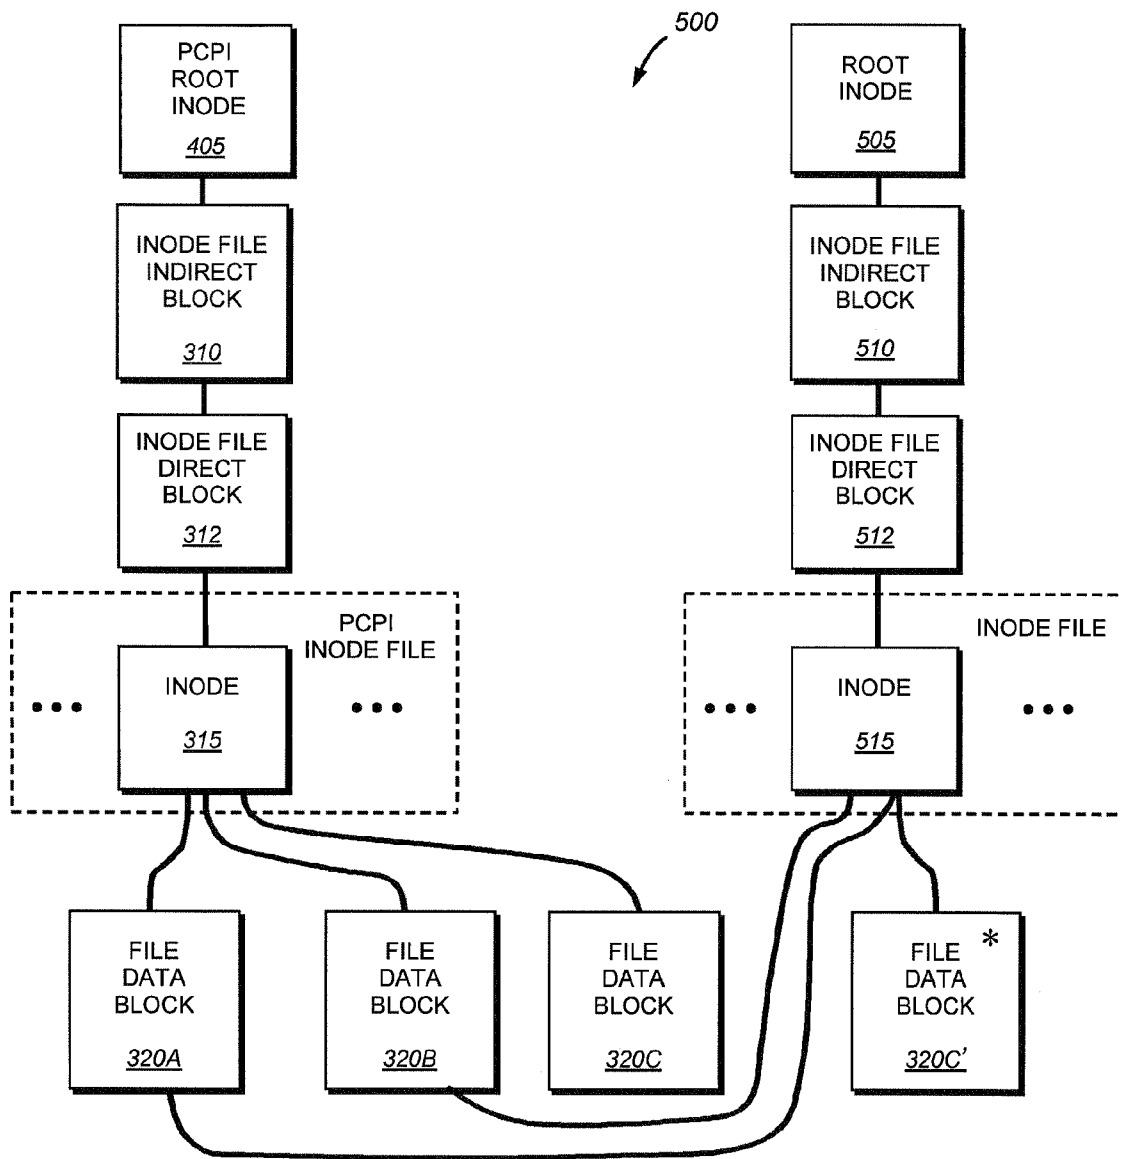 500
PCPI
ROOT
INODE
405
ROOT
INODE
505
INODE FILE
INDIRECT
BLOCK
310
INODE FILE
INDIRECT
BLOCK
510
INODE FILE
DIRECT
BLOCK
312
INODE FILE
DIRECT
BLOCK
512
PCPI
INODE FILE
INODE
315
INODE FILE
INODE
515
FILE
DATA
BLOCK
320A
FILE
DATA
BLOCK
320B
FILE
DATA
BLOCK
320C
FILE *
DATA
BLOCK
320C'